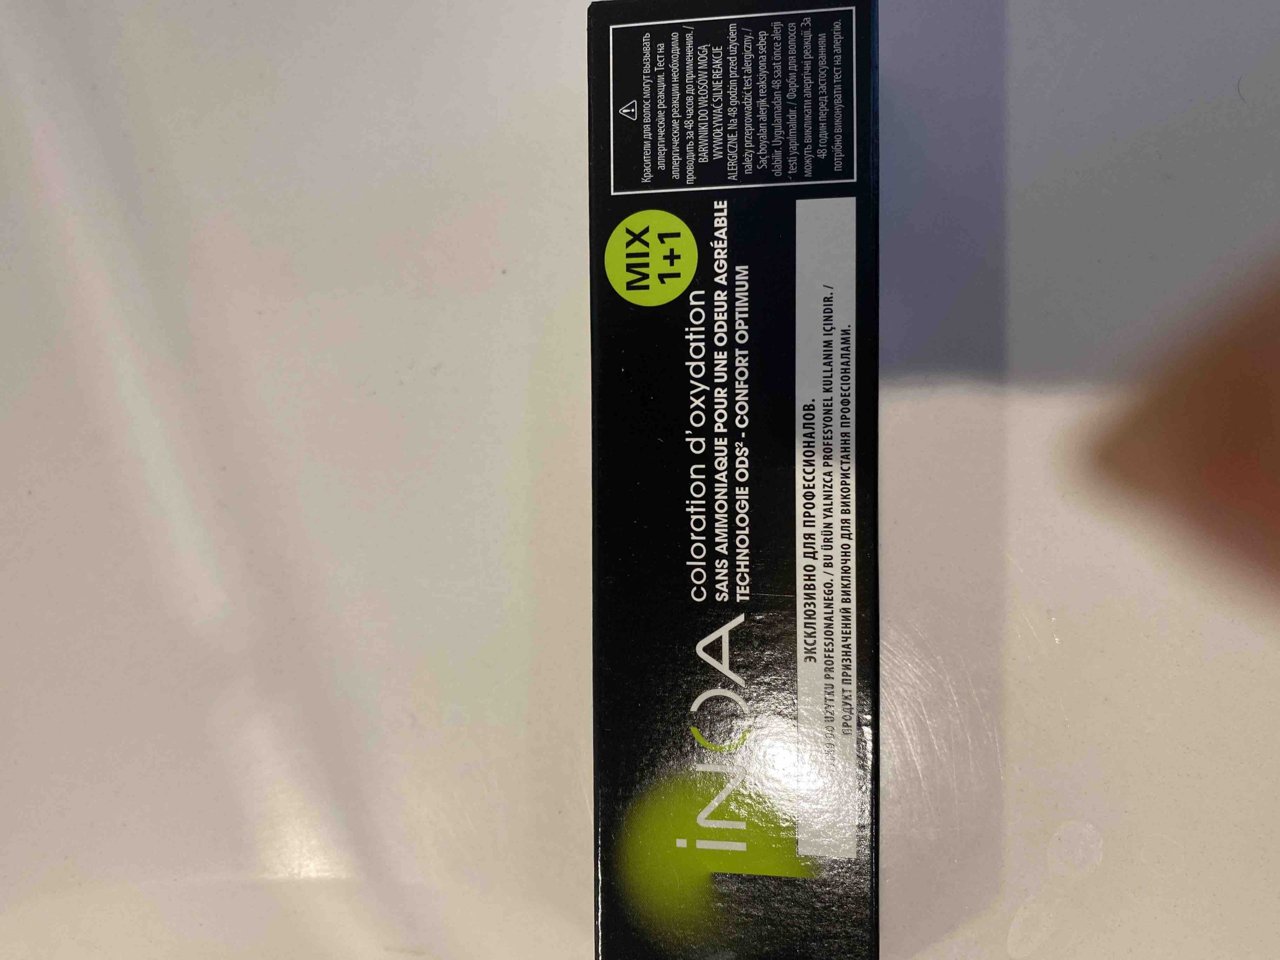 iNOA
coloration d'oxydation
SANS AMMONIAQUE POUR UNE ODEUR AGRÉABLE
TECHNOLOGIE ODS² - CONFORT OPTIMUM
MIX
1+1
ЭКСКЛЮЗИВНО ДЛЯ ПРОФЕССИОНАЛОВ.
DO UŻYTKU PROFESJONALNEGO. / BU ÜRÜN YALNIZCA PROFESYONEL KULLANIM IÇINDIR. /
ПРОДУКТ ПРИЗНАЧЕНИЙ ВИКЛЮЧНО ДЛЯ ВИКОРИСТАННЯ ПРОФЕСІОНАЛАМИ.
Красители для волос могут вызывать
аллергические реакции. Тест на
аллергические реакции необходимо
проводить за 48 часов до применения. /
BARWNIKI DO WŁOSÓW MOGĄ
WYWOŁYWAĆ SILNE REAKCJE
ALERGICZNE. Na 48 godzin przed użyciem
należy przeprowadzić test alergiczny. /
Saç boyaları alerjik reaksiyona sebep
olabilir. Uygulamadan 48 saat önce alerji
testi yapılmalıdır. / Фарби для волосся
можуть викликати алергічні реакції. За
48 годин перед застосуванням
потрібно виконувати тест на алергію.